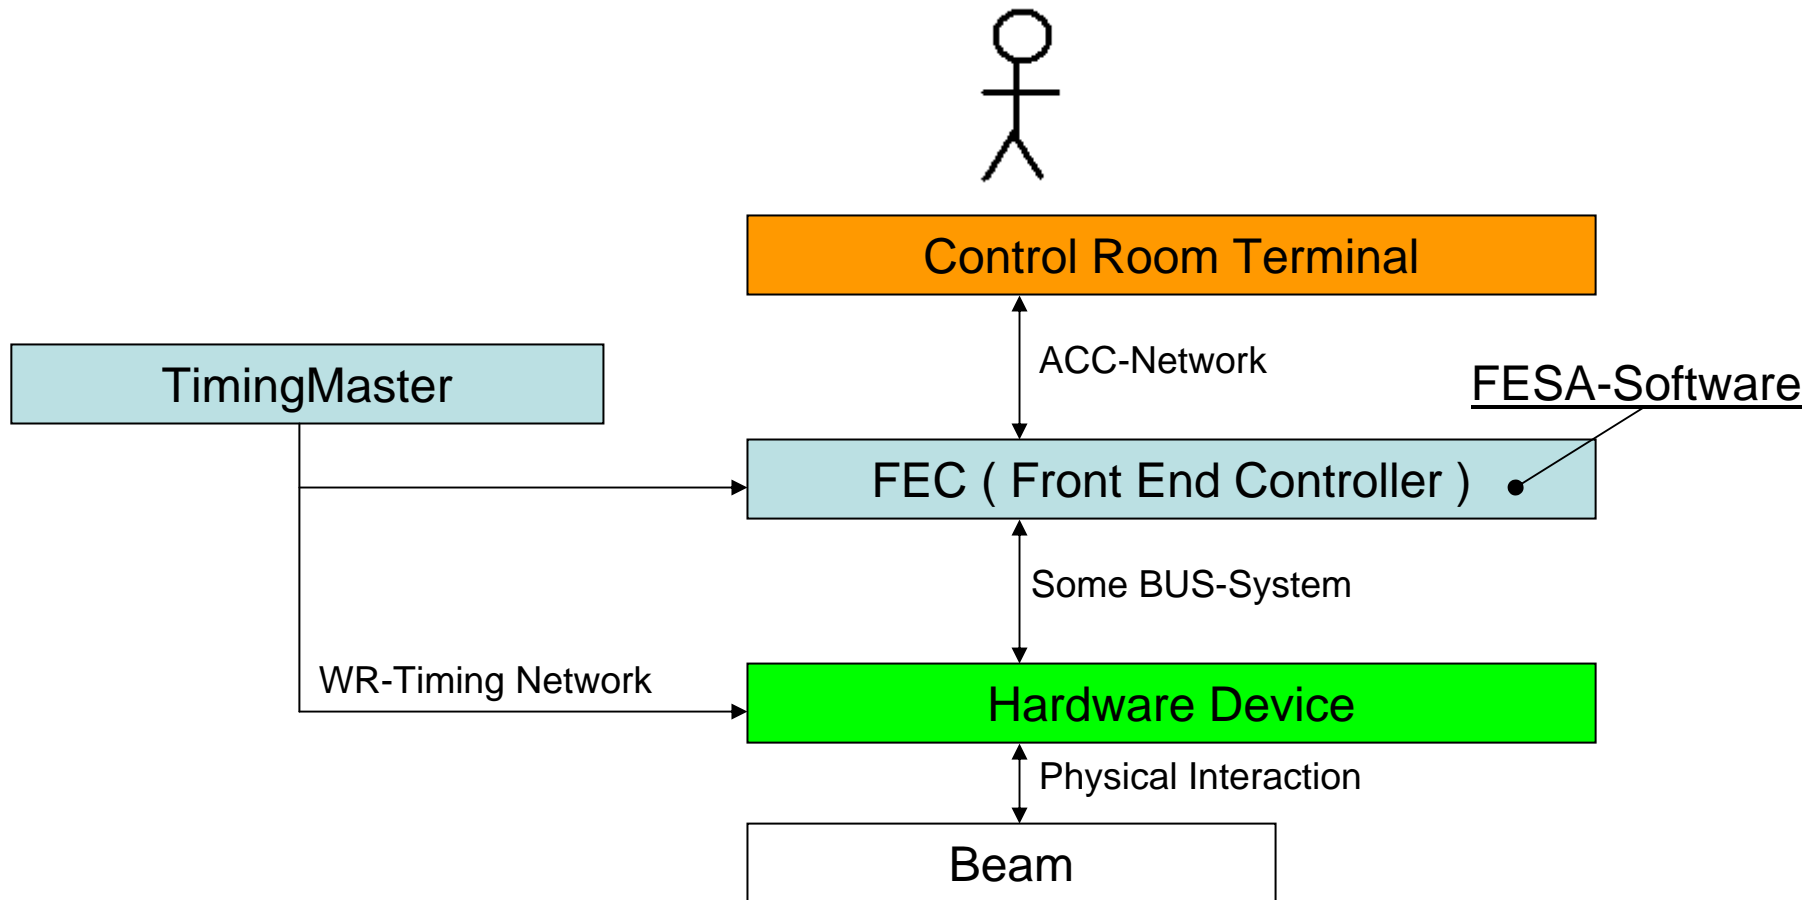 Control Room Terminal
ACC-Network
TimingMaster
FESA-Software
FEC ( Front End Controller )
Some BUS-System
WR-Timing Network
Hardware Device
Physical Interaction
Beam